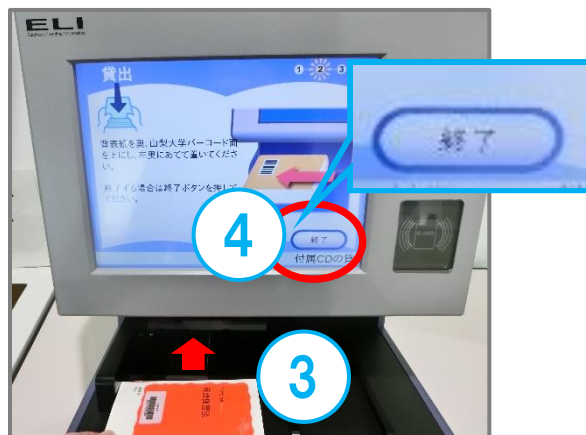 ELI
貸出
1 2 3
背表紙を奥、山梨大学バーコード面
を上にし、左奥にあてて置いてくださ
い。
終了する場合は終了ボタンを押して
ください。
終了
終了
付属CDの
4
3